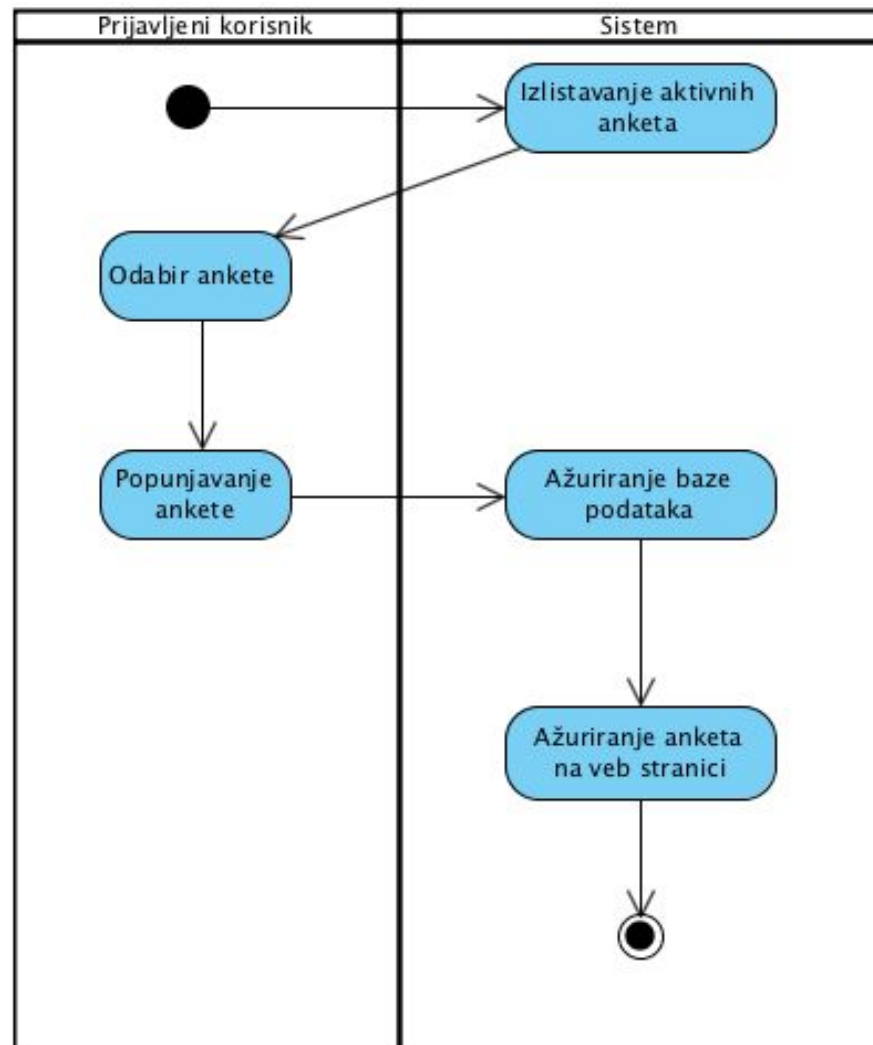 Prijavljeni korisnik
Sistem
Izlistavanje aktivnih
anketa
Odabir ankete
Popunjavanje
ankete
Ažuriranje baze
podataka
Ažuriranje anketa
na veb stranici